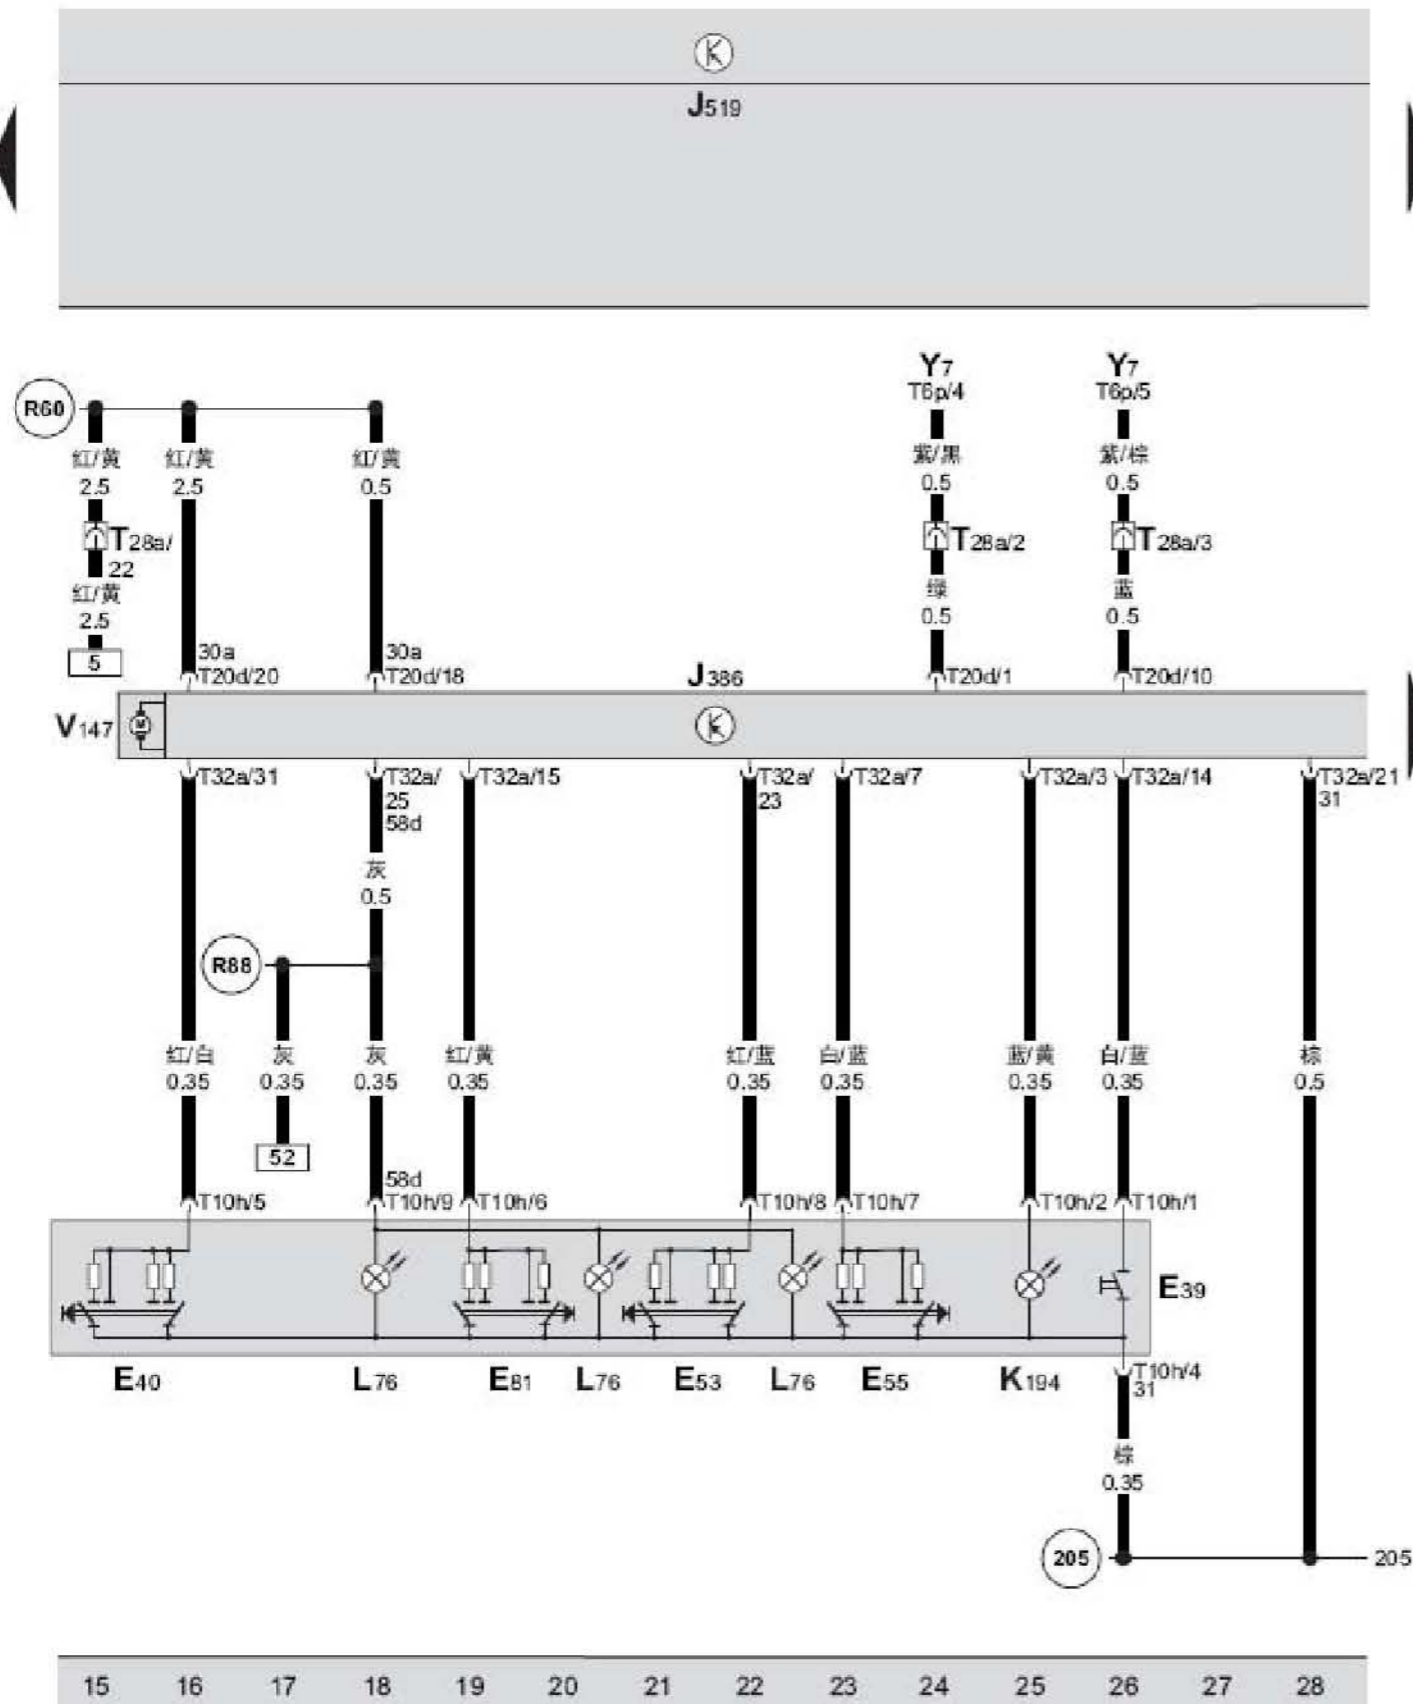 J519
Y7 Y7
T6p/4 T6p/5
R60
红/黄 红/黄 红/黄 紫/黑 紫/棕
2.5 2.5 0.5 0.5 0.5
T28a/ T28a/2 T28a/3
22
红/黄 绿 蓝
2.5 0.5 0.5
5 30a 30a
T20d/20 T20d/18 J386 T20d/1 T20d/10
V147 M K
T32a/31 T32a/ T32a/15 T32a/ T32a/7 T32a/3 T32a/14 T32a/21
25 23 31
58d
灰
0.5
R88
红/白 灰 灰 红/黄 红/蓝 白/蓝 蓝/黄 白/蓝 棕
0.35 0.35 0.35 0.35 0.35 0.35 0.35 0.35 0.5
52
58d
T10h/5 T10h/9 T10h/6 T10h/8 T10h/7 T10h/2 T10h/1
E39
E40 L76 E81 L76 E53 L76 E55 K194 T10h/4
31
棕
0.35
205 205
15 16 17 18 19 20 21 22 23 24 25 26 27 28